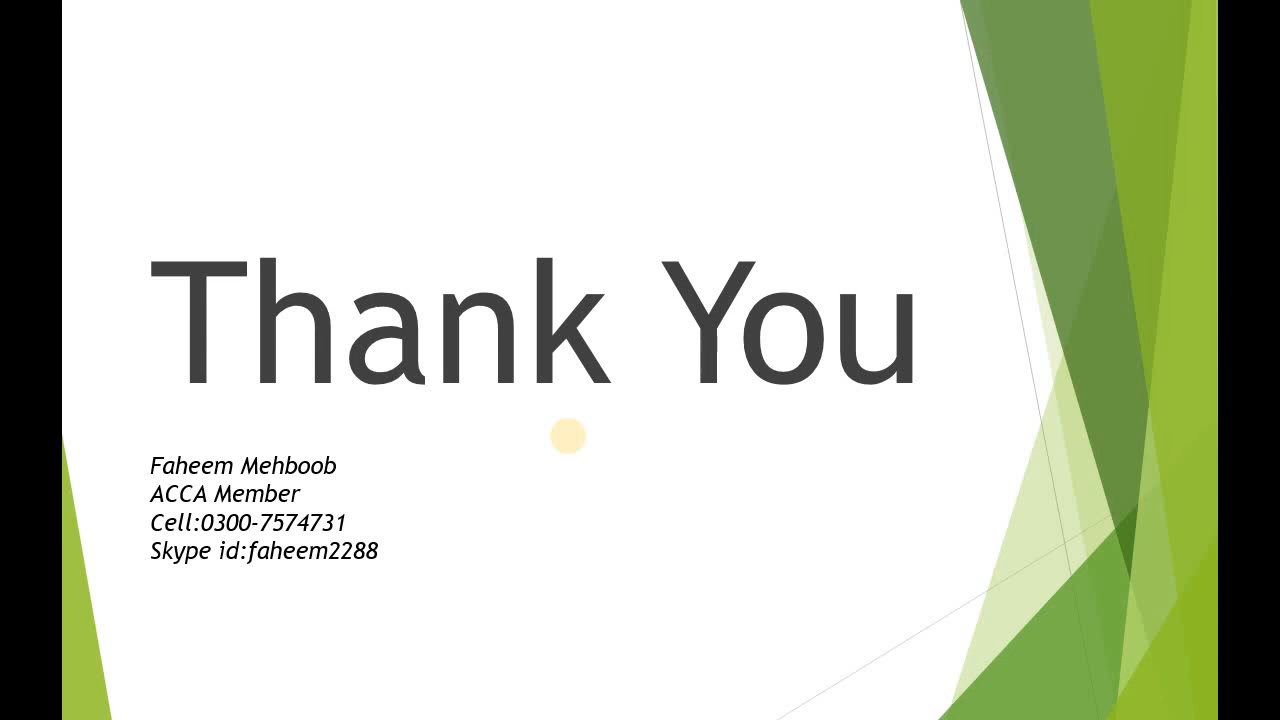 Thank You
Faheem Mehboob
ACCA Member
Cell:0300-7574731
Skype id:faheem2288